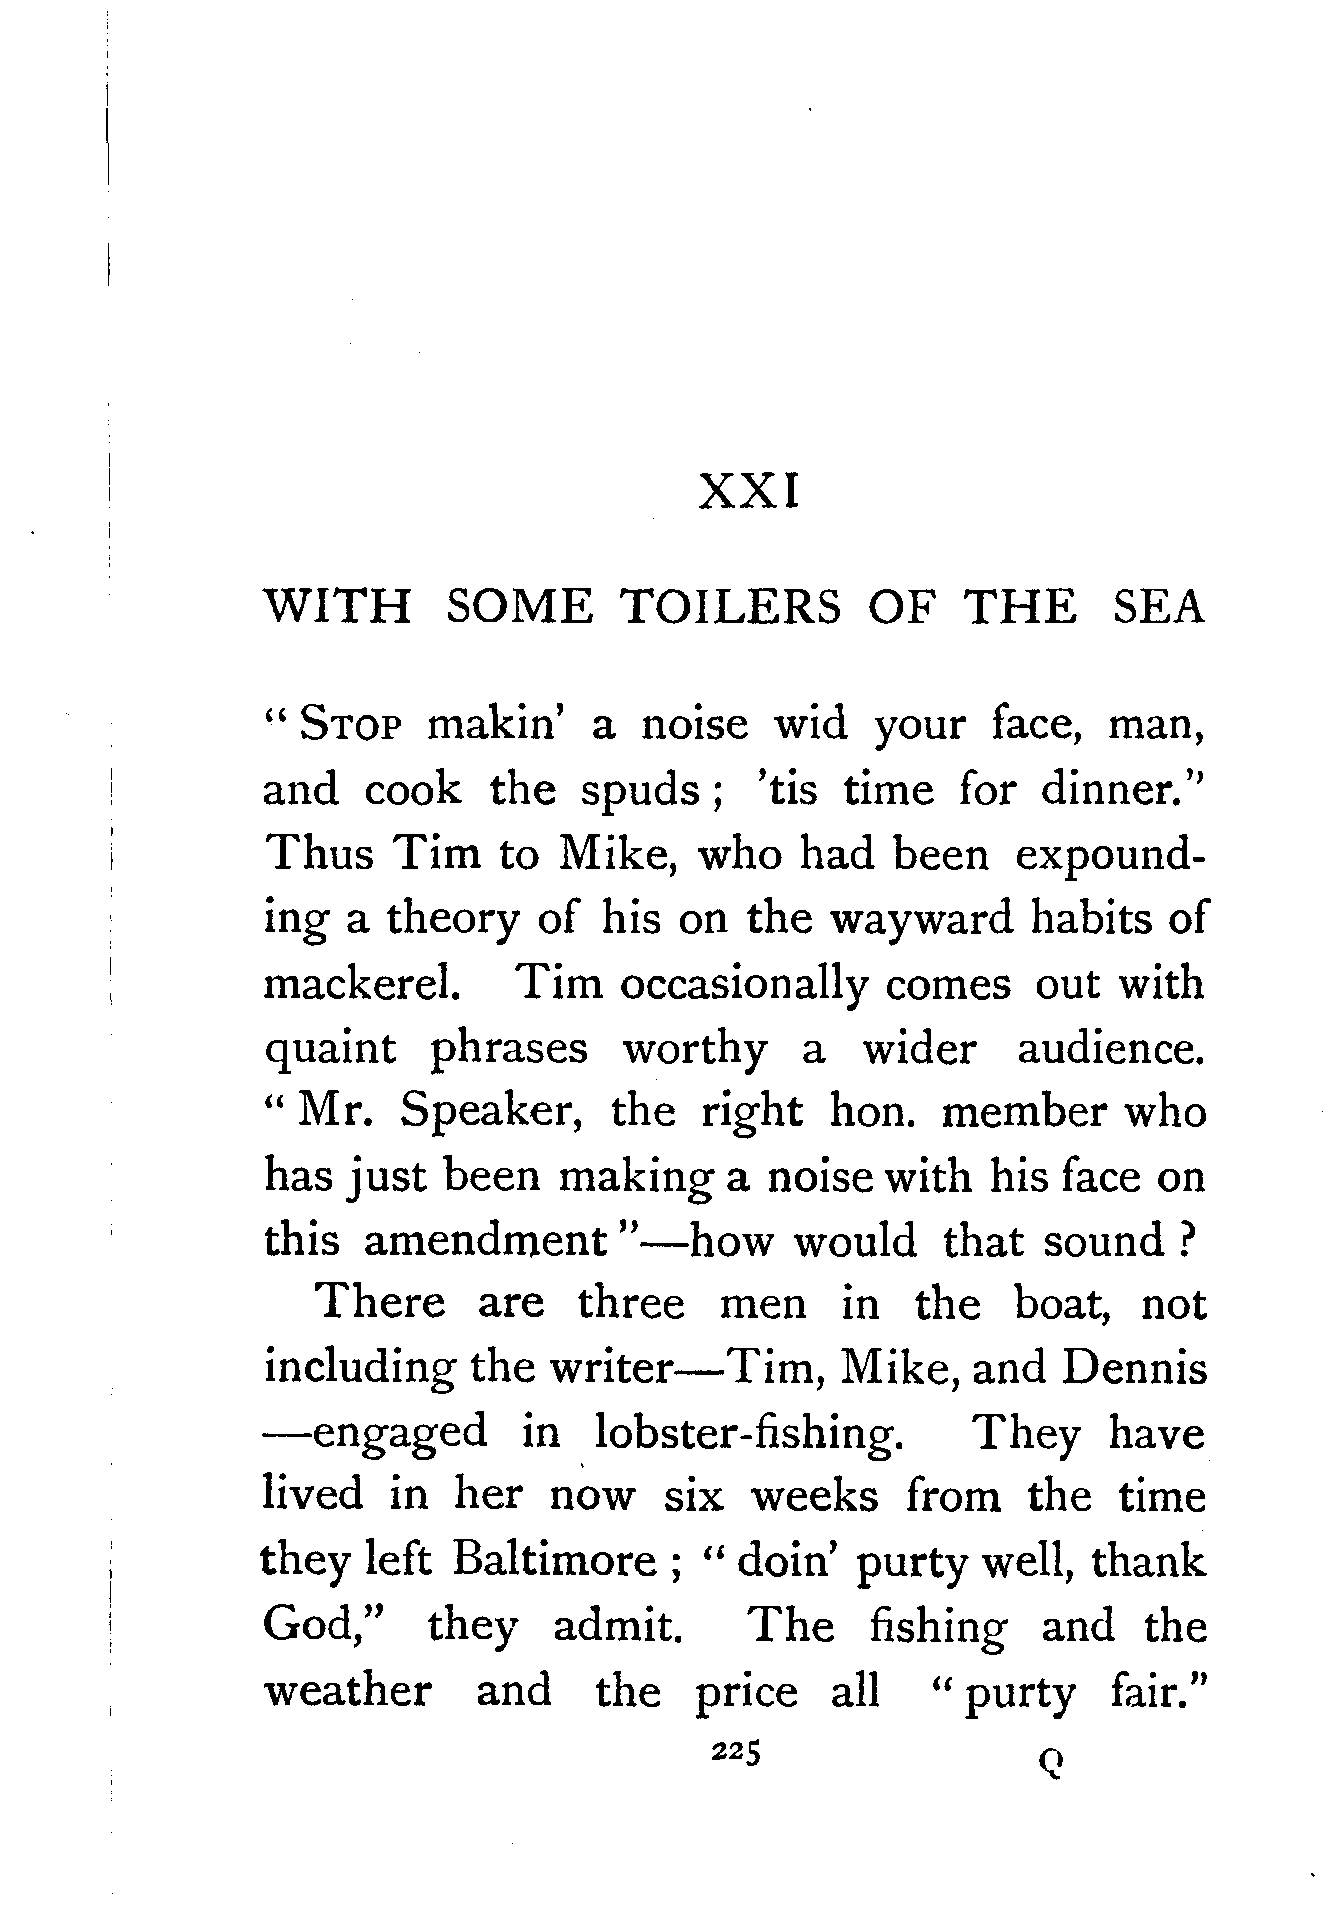 XXI
WITH SOME TOILERS OF THE SEA
“ STOP makin’ a noise wid your face, man,
and cook the spuds ; ’tis time for dinner.”
Thus Tim to Mike, who had been expound-
ing a theory of his on the wayward habits of
mackerel. Tim occasionally comes out with
quaint phrases worthy a wider audience.
“ Mr. Speaker, the right hon. member who
has just been making a noise with his face on
this amendment ”—how would that sound ?
There are three men in the boat, not
including the writer—Tim, Mike, and Dennis
—engaged in lobster-fishing. They have
lived in her now six weeks from the time
they left Baltimore ; “ doin’ purty well, thank
God,” they admit. The fishing and the
weather and the price all “ purty fair.”
225 Q